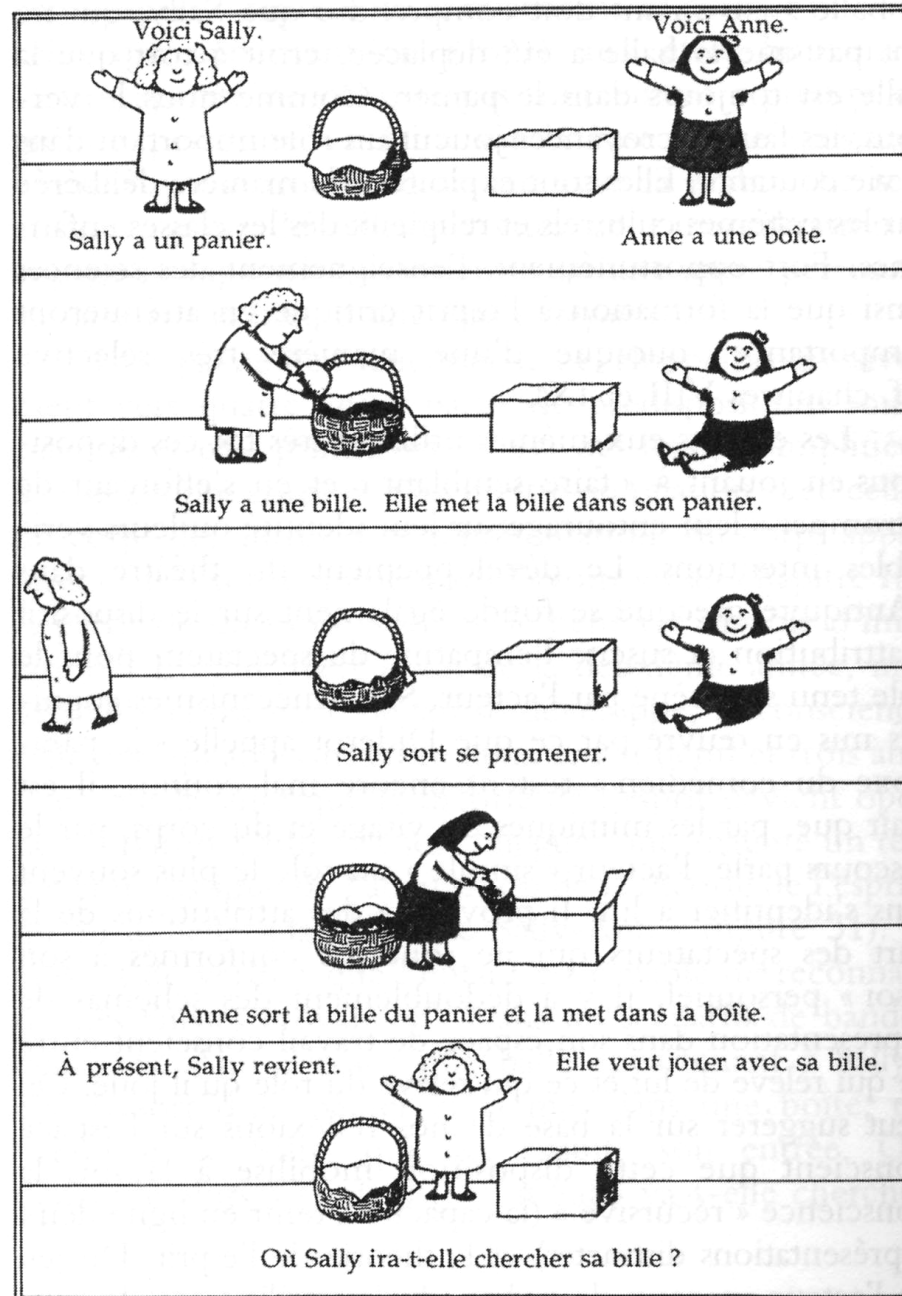 Voici Sally.
Voici Anne.
Sally a un panier.
Anne a une boîte.
Sally a une bille. Elle met la bille dans son panier.
Sally sort se promener.
Anne sort la bille du panier et la met dans la boîte.
À présent, Sally revient.
Elle veut jouer avec sa bille.
Où Sally ira-t-elle chercher sa bille ?